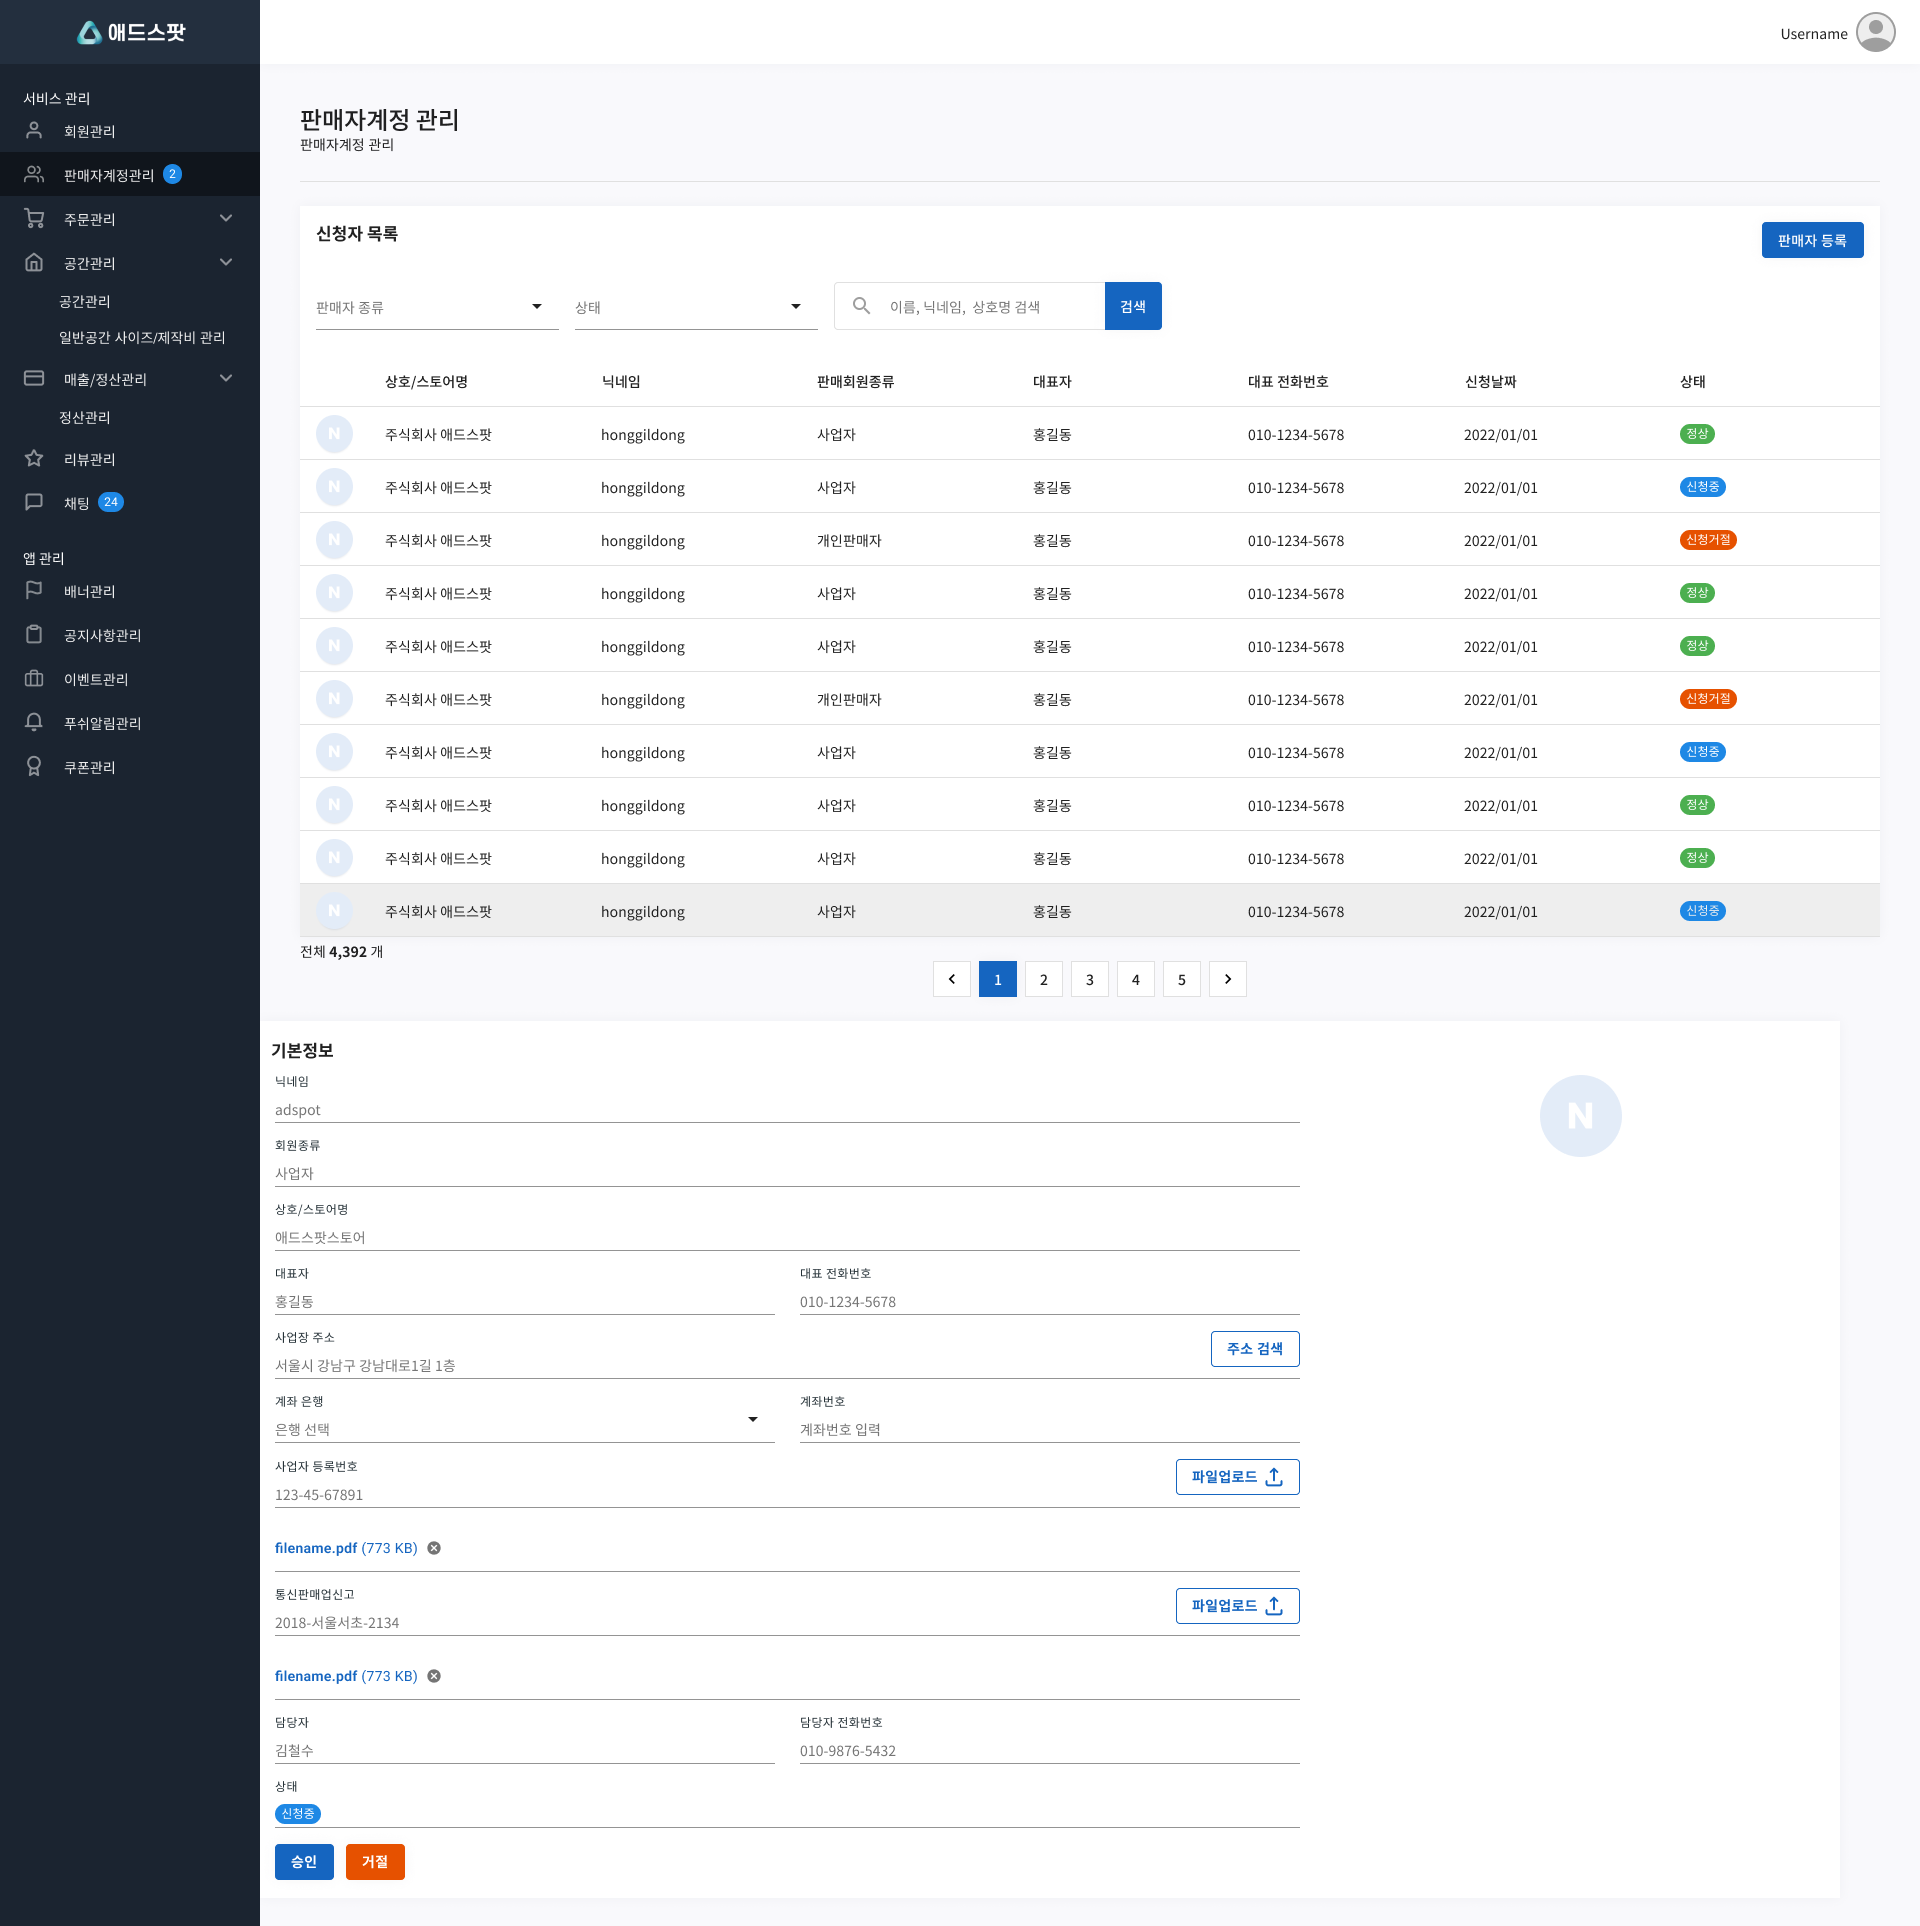 애드스팟
Username
서비스 관리
회원관리
판매자계정관리 2
주문관리
공간관리
공간관리
일반공간 사이즈/제작비 관리
매출/정산관리
정산관리
리뷰관리
채팅 24
앱 관리
배너관리
공지사항관리
이벤트관리
푸쉬알림관리
쿠폰관리
판매자계정 관리
판매자계정 관리
신청자 목록
판매자 등록
판매자 종류 상태 이름, 닉네임, 상호명 검색 검색
상호/스토어명 닉네임 판매회원종류 대표자 대표 전화번호 신청날짜 상태
N 주식회사 애드스팟 honggildong 사업자 홍길동 010-1234-5678 2022/01/01 정상
N 주식회사 애드스팟 honggildong 사업자 홍길동 010-1234-5678 2022/01/01 신청중
N 주식회사 애드스팟 honggildong 개인판매자 홍길동 010-1234-5678 2022/01/01 신청거절
N 주식회사 애드스팟 honggildong 사업자 홍길동 010-1234-5678 2022/01/01 정상
N 주식회사 애드스팟 honggildong 사업자 홍길동 010-1234-5678 2022/01/01 정상
N 주식회사 애드스팟 honggildong 개인판매자 홍길동 010-1234-5678 2022/01/01 신청거절
N 주식회사 애드스팟 honggildong 사업자 홍길동 010-1234-5678 2022/01/01 신청중
N 주식회사 애드스팟 honggildong 사업자 홍길동 010-1234-5678 2022/01/01 정상
N 주식회사 애드스팟 honggildong 사업자 홍길동 010-1234-5678 2022/01/01 정상
N 주식회사 애드스팟 honggildong 사업자 홍길동 010-1234-5678 2022/01/01 신청중
전체 4,392 개
1 2 3 4 5
기본정보
N
닉네임
adspot
회원종류
사업자
상호/스토어명
애드스팟스토어
대표자 대표 전화번호
홍길동 010-1234-5678
사업장 주소
주소 검색
서울시 강남구 강남대로1길 1층
계좌 은행 계좌번호
은행 선택 계좌번호 입력
사업자 등록번호
파일업로드
123-45-67891
filename.pdf (773 KB)
통신판매업신고
파일업로드
2018-서울서초-2134
filename.pdf (773 KB)
담당자 담당자 전화번호
김철수 010-9876-5432
상태
신청중
승인 거절